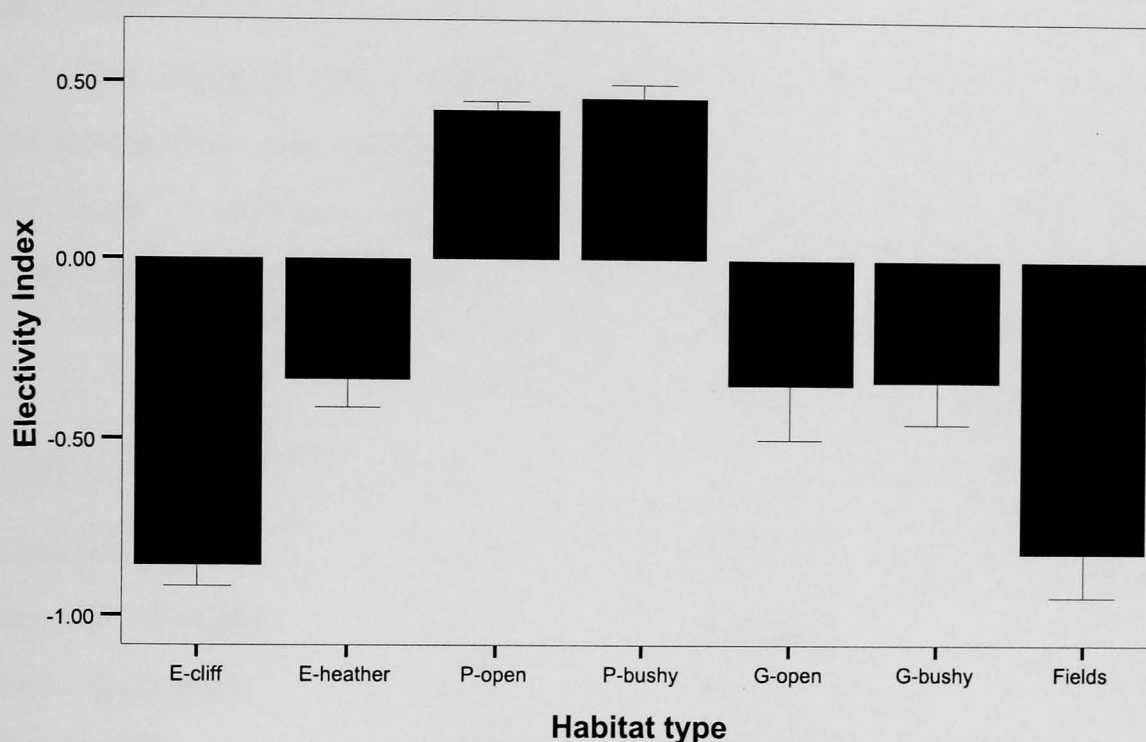 Electivity Index
0.50
0.00
-0.50
-1.00
E-cliff E-heather P-open P-bushy G-open G-bushy Fields
Habitat type